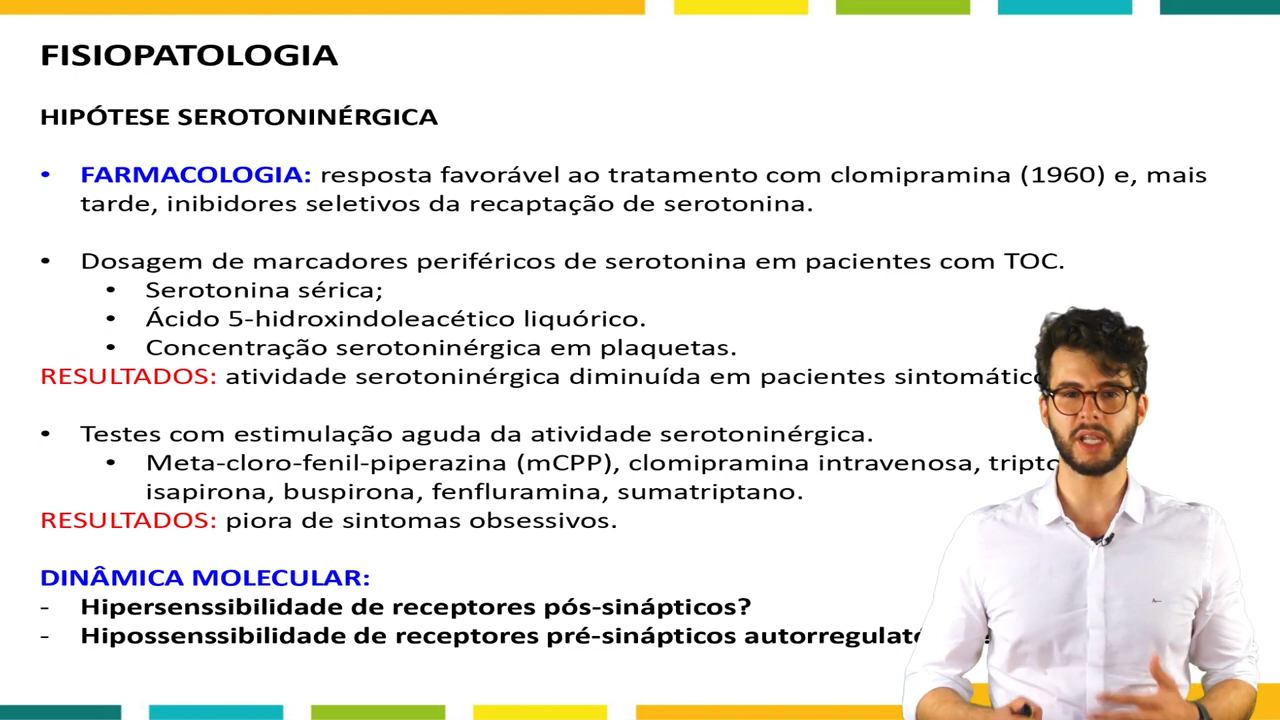 FISIOPATOLOGIA
HIPÓTESE SEROTONINÉRGICA
• FARMACOLOGIA: resposta favorável ao tratamento com clomipramina (1960) e, mais
tarde, inibidores seletivos da recaptação de serotonina.
• Dosagem de marcadores periféricos de serotonina em pacientes com TOC.
• Serotonina sérica;
• Ácido 5-hidroxindoleacético liquórico.
• Concentração serotoninérgica em plaquetas.
RESULTADOS: atividade serotoninérgica diminuída em pacientes
• Testes com estimulação aguda da atividade serotoninérgica.
• Meta-cloro-fenil-piperazina (mCPP), clomipramina intravenosa,
isapirona, buspirona, fenfluramina, sumatriptano.
RESULTADOS: piora de sintomas obsessivos.
DINÂMICA MOLECULAR:
- Hipersenssibilidade de receptores pós-sinápticos?
- Hipossenssibilidade de receptores pré-sinápticos